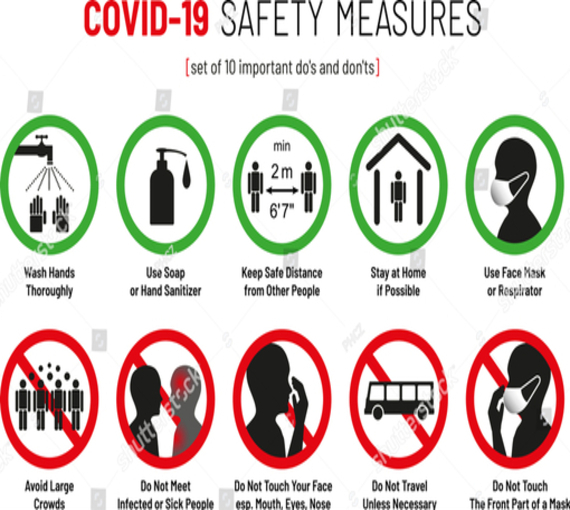 COVID-19 SAFETY MEASURES
[set of 10 important do's and don'ts]
min
2 m
6'7"
Wash Hands
Thoroughly
Use Soap
or Hand Sanitizer
Keep Safe Distance
from Other People
Stay at Home
if Possible
Use Face Mask
or Respirator
Avoid Large
Crowds
Do Not Meet
Infected or Sick People
Do Not Touch Your Face
esp. Mouth, Eyes, Nose
Do Not Travel
Unless Necessary
Do Not Touch
The Front Part of a Mask
shutterstock
shutterstock